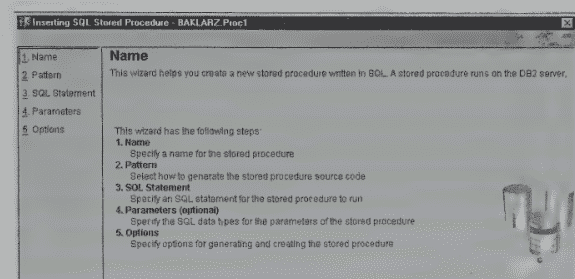 Inserting SQL Stored Procedure - BAKLARZ.Proc1
1. Name
2. Pattern
3. SQL Statement
4. Parameters
5. Options
Name
This wizard helps you create a new stored procedure written in SQL. A stored procedure runs on the DB2 server.
This wizard has the following steps:
1. Name
Specify a name for the stored procedure
2. Pattern
Select how to generate the stored procedure source code
3. SQL Statement
Specify an SQL statement for the stored procedure to run
4. Parameters (optional)
Specify the SQL data types for the parameters of the stored procedure
5. Options
Specify options for generating and creating the stored procedure